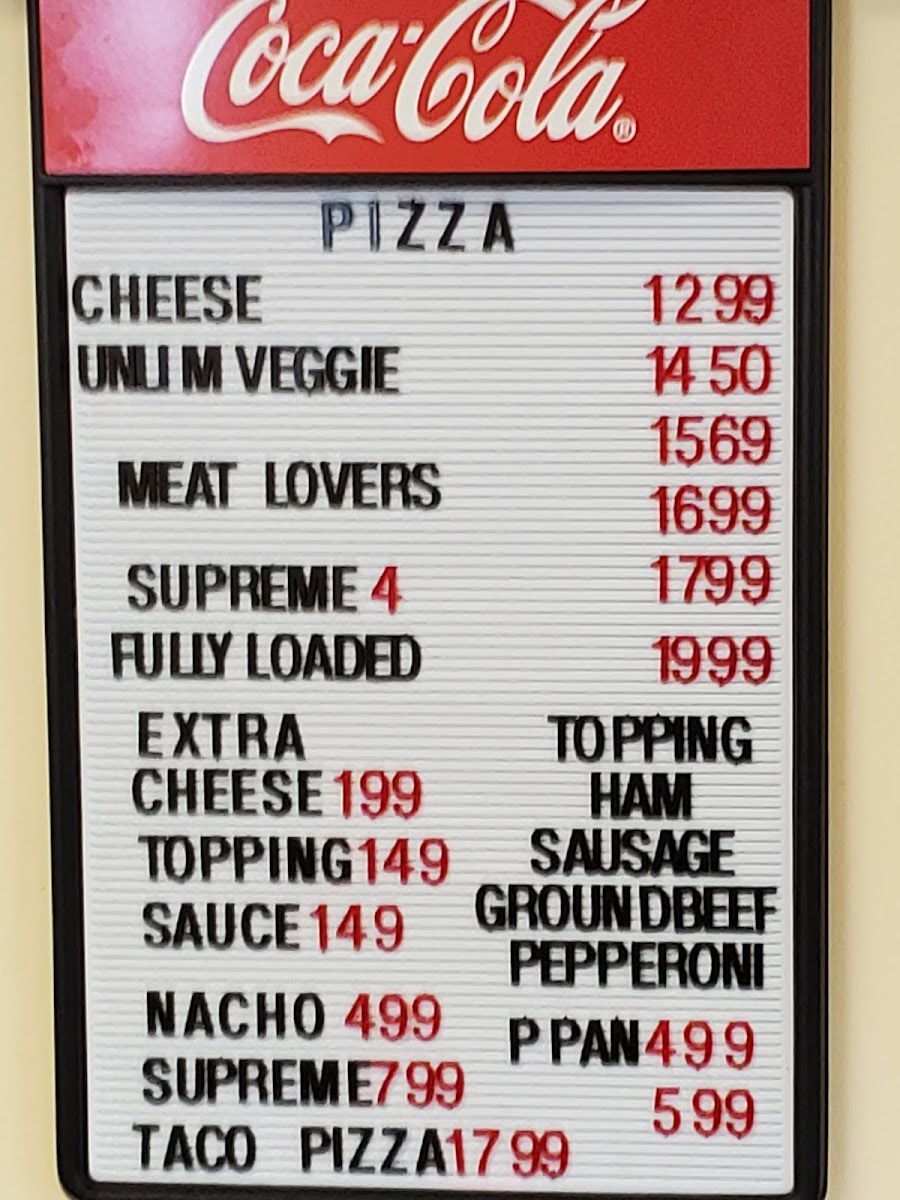 Coca-Cola®
PIZZA
CHEESE 1299
UNLIM VEGGIE 1450
1569
MEAT LOVERS 1699
SUPREME 4 1799
FULLY LOADED 1999
EXTRA
CHEESE 199
TOPPING 149
SAUCE 149
NACHO 499
SUPREME 799
TACO PIZZA 1799
TOPPING
HAM
SAUSAGE
GROUNDBEEF
PEPPERONI
P PAN 499
599